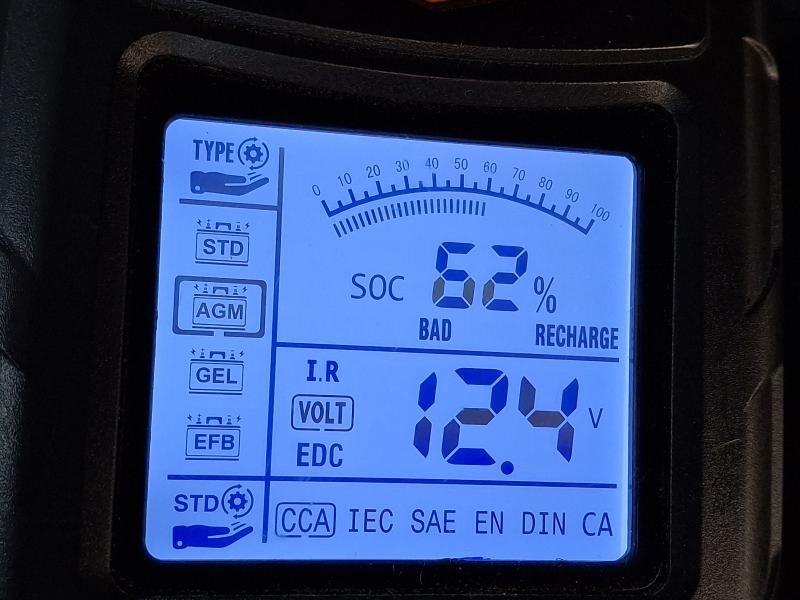 TYPE
0 10 20 30 40 50 60 70 80 90 100
STD
AGM
GEL
EFB
SOC 62 %
BAD RECHARGE
I.R
VOLT
EDC
12.4 V
STD
CCA IEC SAE EN DIN CA